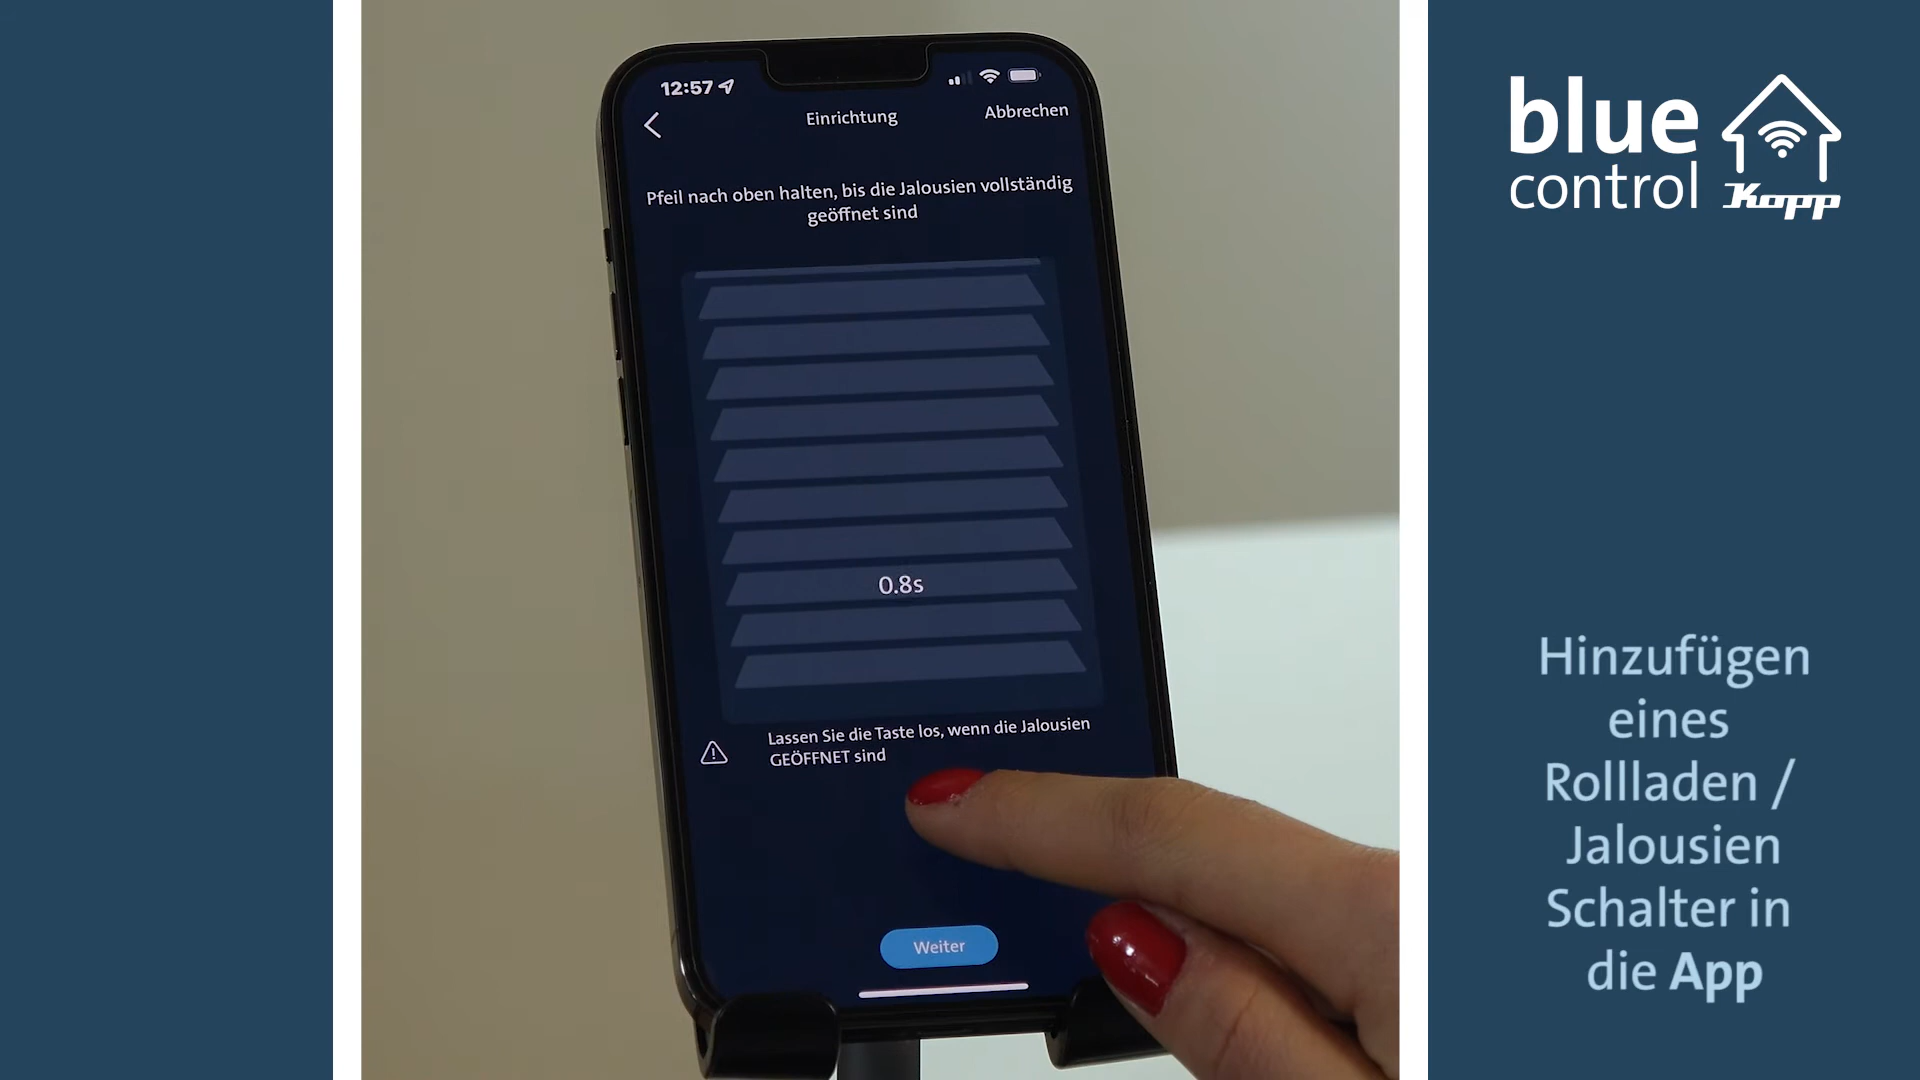 12:57
Einrichtung
Abbrechen
Pfeil nach oben halten, bis die Jalousien vollständig
geöffnet sind
0.8s
Lassen Sie die Taste los, wenn die Jalousien
GEÖFFNET sind
Weiter
blue
control
Kopp
Hinzufügen
eines
Rollladen /
Jalousien
Schalter in
die App